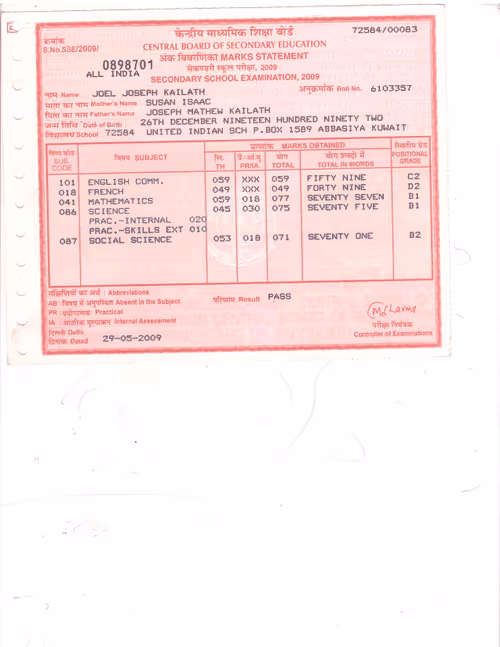 केन्द्रीय माध्यमिक शिक्षा बोर्ड 72584/00083
क्रमांक
S.No.SSE/2009/ CENTRAL BOARD OF SECONDARY EDUCATION
0898701 अंक विवरणिका MARKS STATEMENT
ALL INDIA सेकण्डरी स्कूल परीक्षा, 2009
SECONDARY SCHOOL EXAMINATION, 2009
नाम Name JOEL JOSEPH KAILATH अनुक्रमांक Roll No. 6103357
माता का नाम Mother's Name SUSAN ISAAC
पिता का नाम Father's Name JOSEPH MATHEW KAILATH
जन्म तिथि Date of Birth 26TH DECEMBER NINETEEN HUNDRED NINETY TWO
विद्यालय School 72584 UNITED INDIAN SCH P.BOX 1589 ABBASIYA KUWAIT
प्राप्तांक MARKS OBTAINED
विषय कोड SUB. CODE विषय SUBJECT लि. TH प्रै./आं.मू PR/IA योग TOTAL योग शब्दों में TOTAL IN WORDS स्थितीय ग्रेड POSITIONAL GRADE
101 ENGLISH COMM. 059 XXX 059 FIFTY NINE C2
018 FRENCH 049 XXX 049 FORTY NINE D2
041 MATHEMATICS 059 018 077 SEVENTY SEVEN B1
086 SCIENCE 045 030 075 SEVENTY FIVE B1
PRAC.-INTERNAL 020
PRAC.-SKILLS EXT 010
087 SOCIAL SCIENCE 053 018 071 SEVENTY ONE B2
संक्षिप्तियों का अर्थ : Abbreviations
AB : विषय में अनुपस्थित Absent in the Subject परिणाम Result PASS
PR : प्रयोगात्मक Practical
IA : आंतरिक मूल्यांकन Internal Assessment
दिल्ली Delhi परीक्षा नियंत्रक
दिनांक Dated 29-05-2009 Controller of Examinations